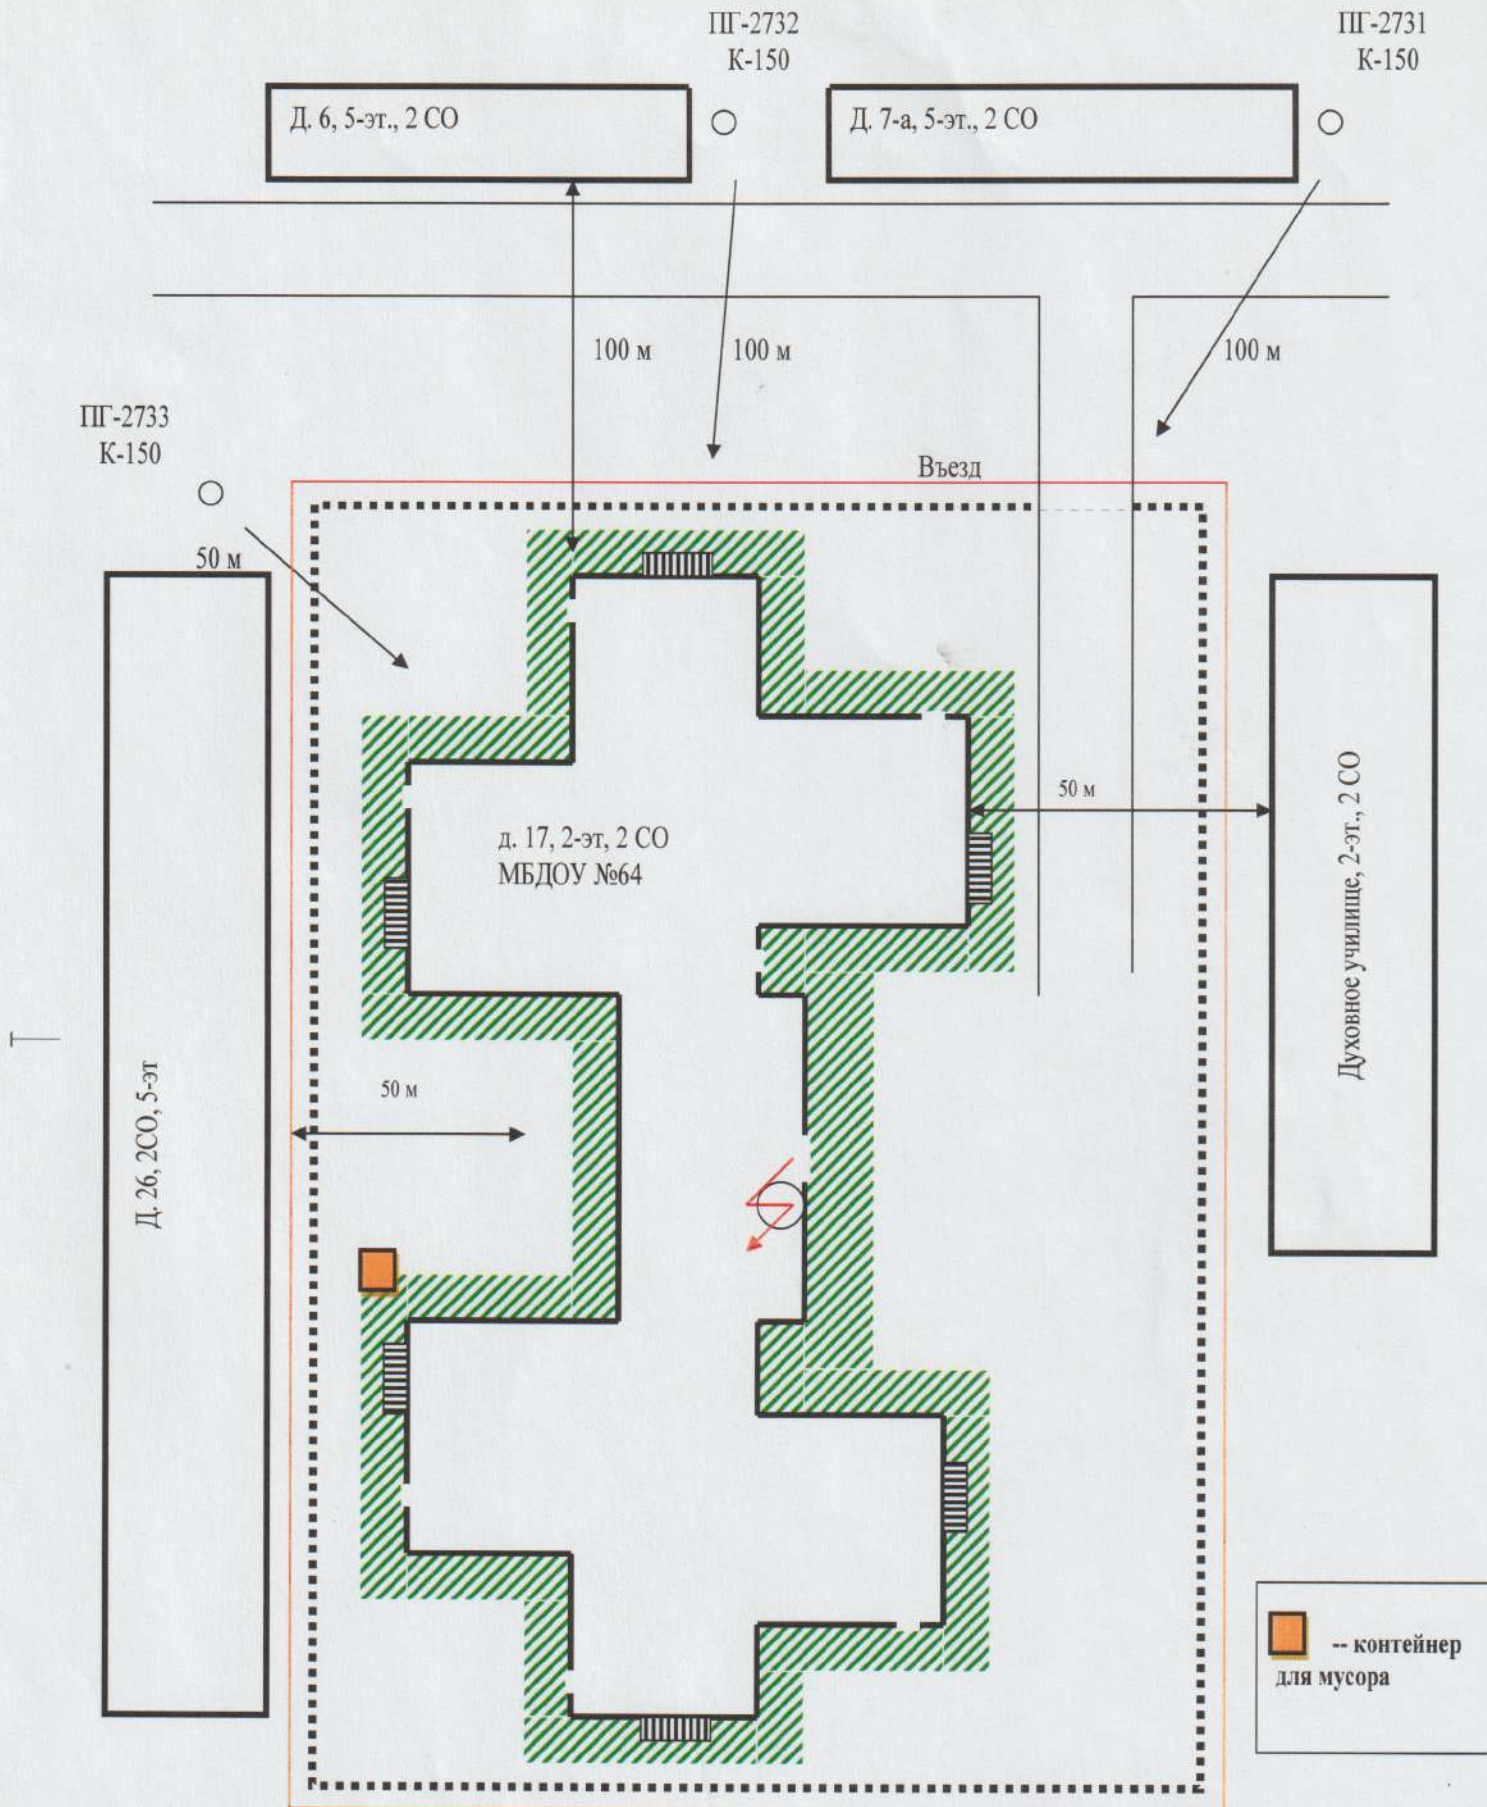 ПГ-2732
К-150
ПГ-2731
К-150
Д. 6, 5-эт., 2 СО
Д. 7-а, 5-эт., 2 СО
100 м
100 м
100 м
ПГ-2733
К-150
Въезд
50 м
50 м
д. 17, 2-эт, 2 СО
МБДОУ №64
Духовное училище, 2-эт., 2 СО
50 м
Д. 26, 2СО, 5-эт
-- контейнер
для мусора